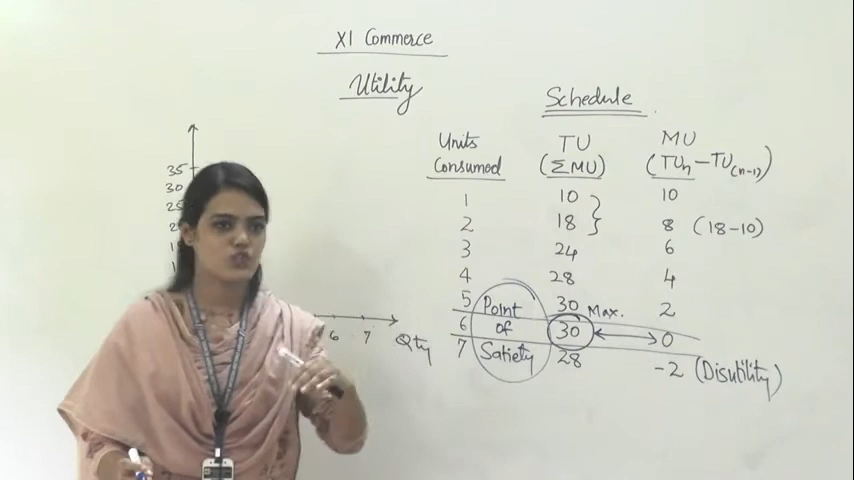 XI Commerce
Utility
Schedule
Units Consumed TU (ΣMU) MU (TUn - TU(n-1))
1 10 10
2 18 8 (18-10)
3 24 6
4 28 4
5 30 Max. 2
6 30 0
7 28 -2 (Disutility)
Point
of
Satiety
35
30
6 7 Qty